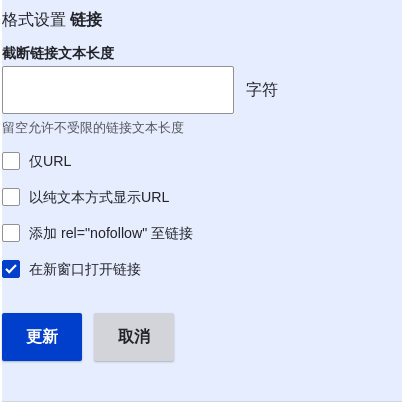 格式设置 链接
截断链接文本长度
字符
留空允许不受限的链接文本长度
仅URL
以纯文本方式显示URL
添加 rel="nofollow" 至链接
在新窗口打开链接
更新 取消